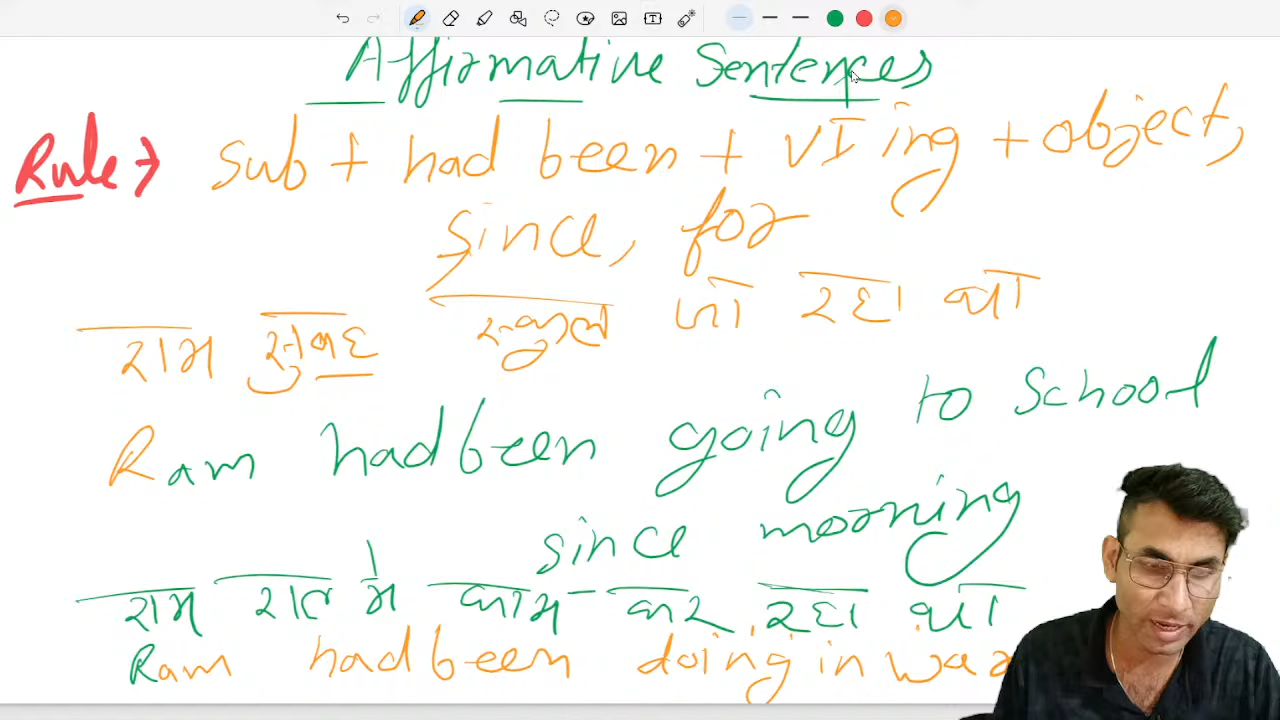 Affirmative Sentences
Rule → sub + had been + VI ing + object,
since, for
राम सुबह स्कुल जा रहा था
Ram had been going to School
since morning
राम रात में काम कर रहा था
Ram had been doing in